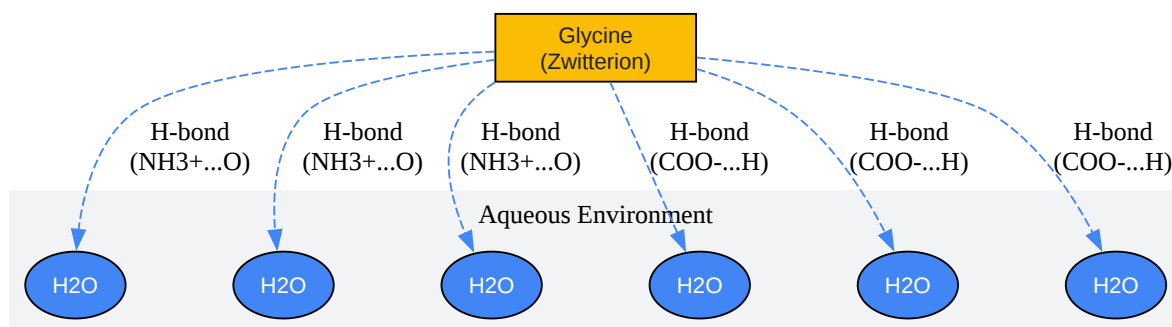 Glycine
(Zwitterion)
H-bond
(NH3+...O)
H-bond
(NH3+...O)
H-bond
(NH3+...O)
H-bond
(COO-...H)
H-bond
(COO-...H)
H-bond
(COO-...H)
Aqueous Environment
H2O
H2O
H2O
H2O
H2O
H2O